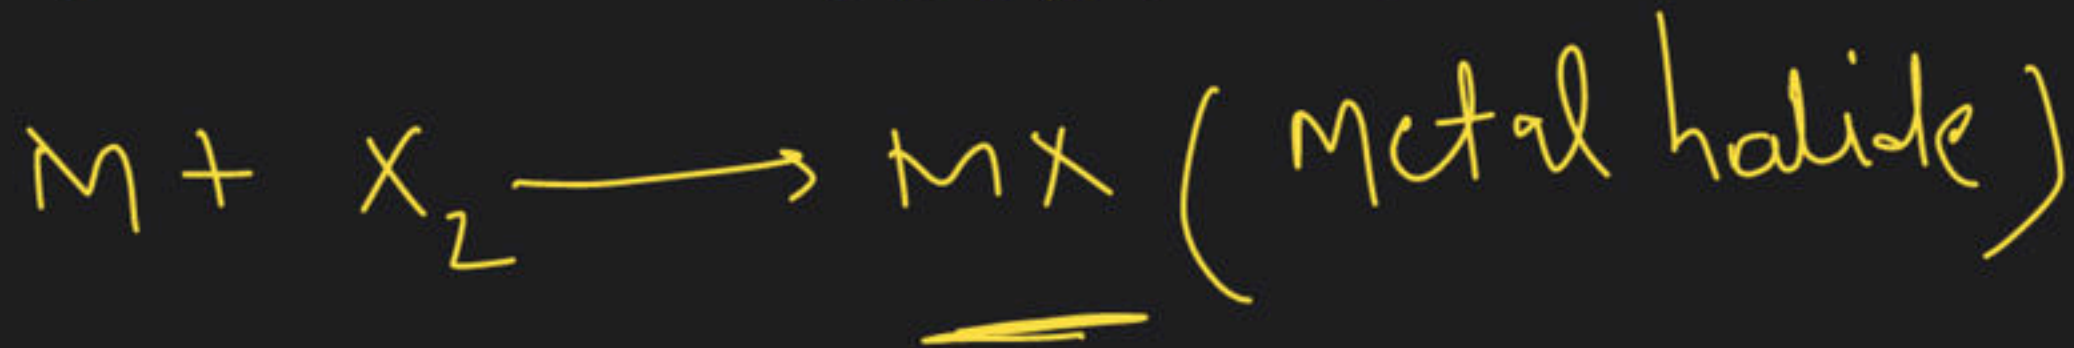 M + X₂ ⟶ MX (Metal halide)